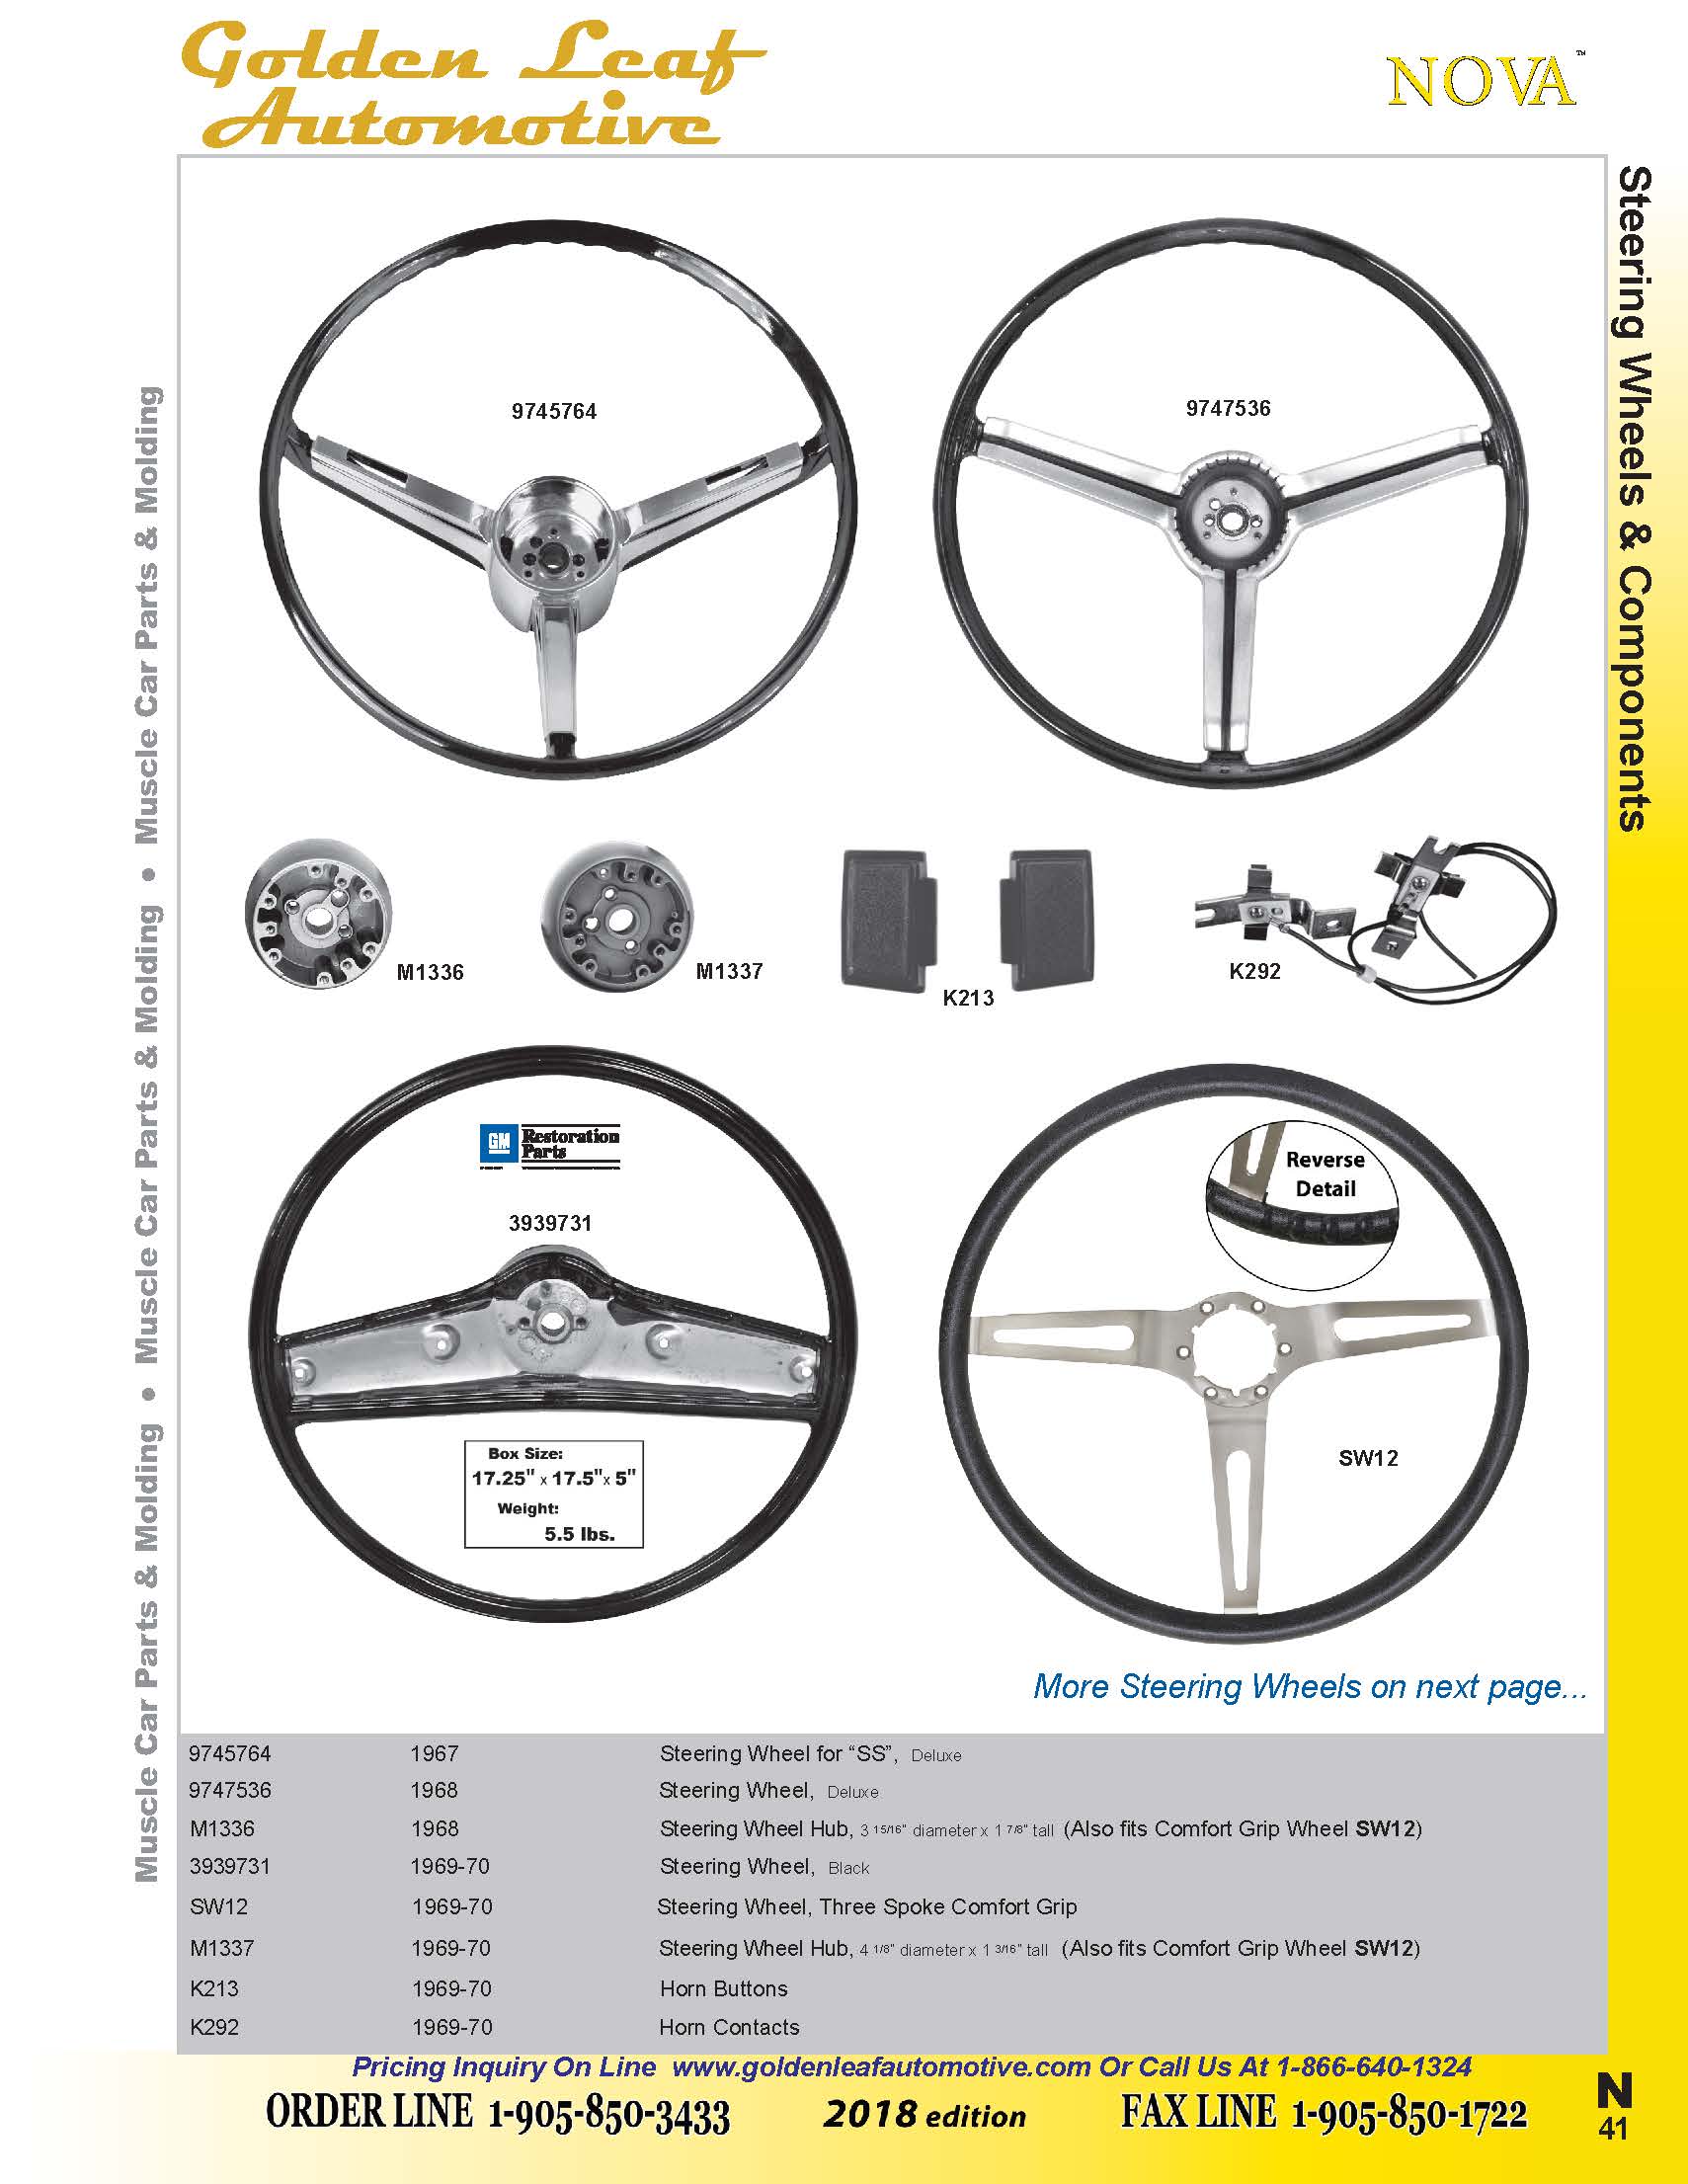 Golden Leaf
Automotive
NOVA™
Steering Wheels & Components
Muscle Car Parts & Molding • Muscle Car Parts & Molding • Muscle Car Parts & Molding
9745764
9747536
M1336
M1337
K213
K292
GM Restoration
Parts
3939731
Reverse
Detail
Box Size:
17.25" x 17.5"x 5"
Weight:
5.5 lbs.
SW12
More Steering Wheels on next page...
9745764 1967 Steering Wheel for “SS”, Deluxe
9747536 1968 Steering Wheel, Deluxe
M1336 1968 Steering Wheel Hub, 3 15/16" diameter x 1 7/8" tall (Also fits Comfort Grip Wheel SW12)
3939731 1969-70 Steering Wheel, Black
SW12 1969-70 Steering Wheel, Three Spoke Comfort Grip
M1337 1969-70 Steering Wheel Hub, 4 1/8" diameter x 1 3/16" tall (Also fits Comfort Grip Wheel SW12)
K213 1969-70 Horn Buttons
K292 1969-70 Horn Contacts
Pricing Inquiry On Line www.goldenleafautomotive.com Or Call Us At 1-866-640-1324
ORDER LINE 1-905-850-3433 2018 edition FAX LINE 1-905-850-1722
N
41